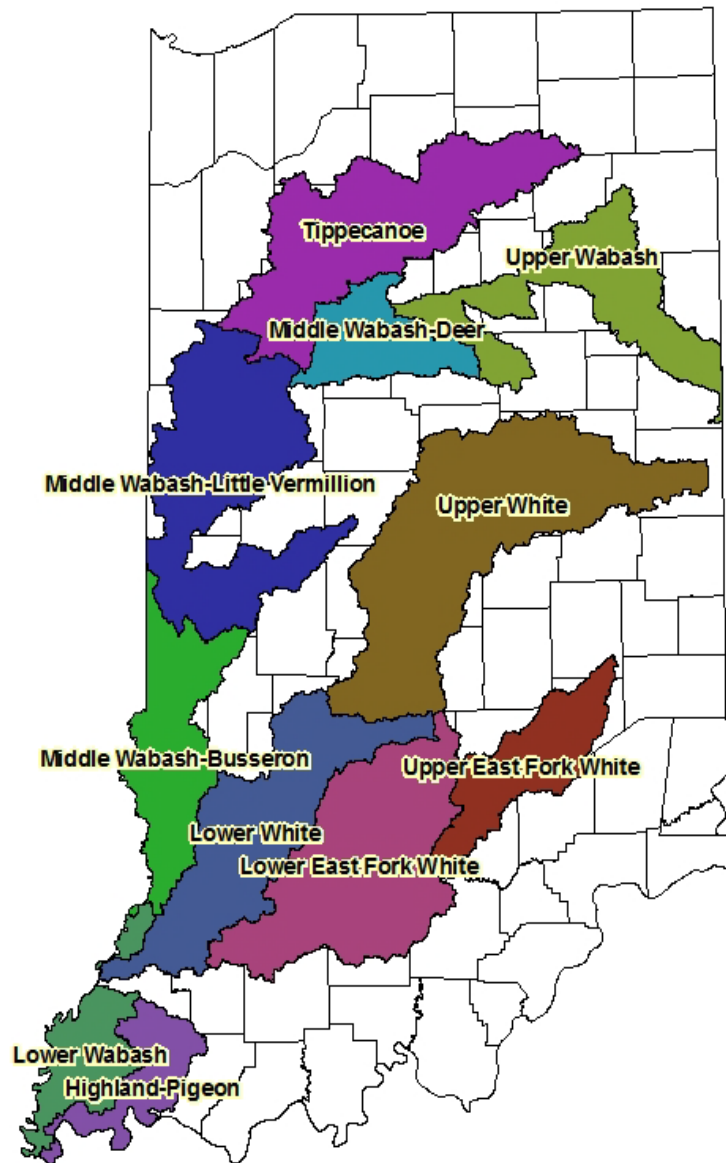 Tippecanoe
Upper Wabash
Middle Wabash-Deer
Middle Wabash-Little Vermillion
Upper White
Middle Wabash-Busseron
Upper East Fork White
Lower White
Lower East Fork White
Lower Wabash
Highland-Pigeon